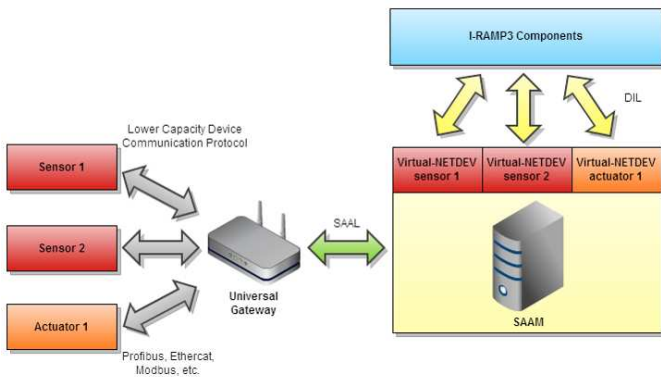 I-RAMP3 Components
DIL
Lower Capacity Device
Communication Protocol
Sensor 1
Sensor 2
Actuator 1
Profibus, Ethercat,
Modbus, etc.
Universal
Gateway
SAAL
Virtual-NETDEV
sensor 1
Virtual-NETDEV
sensor 2
Virtual-NETDEV
actuator 1
SAAM